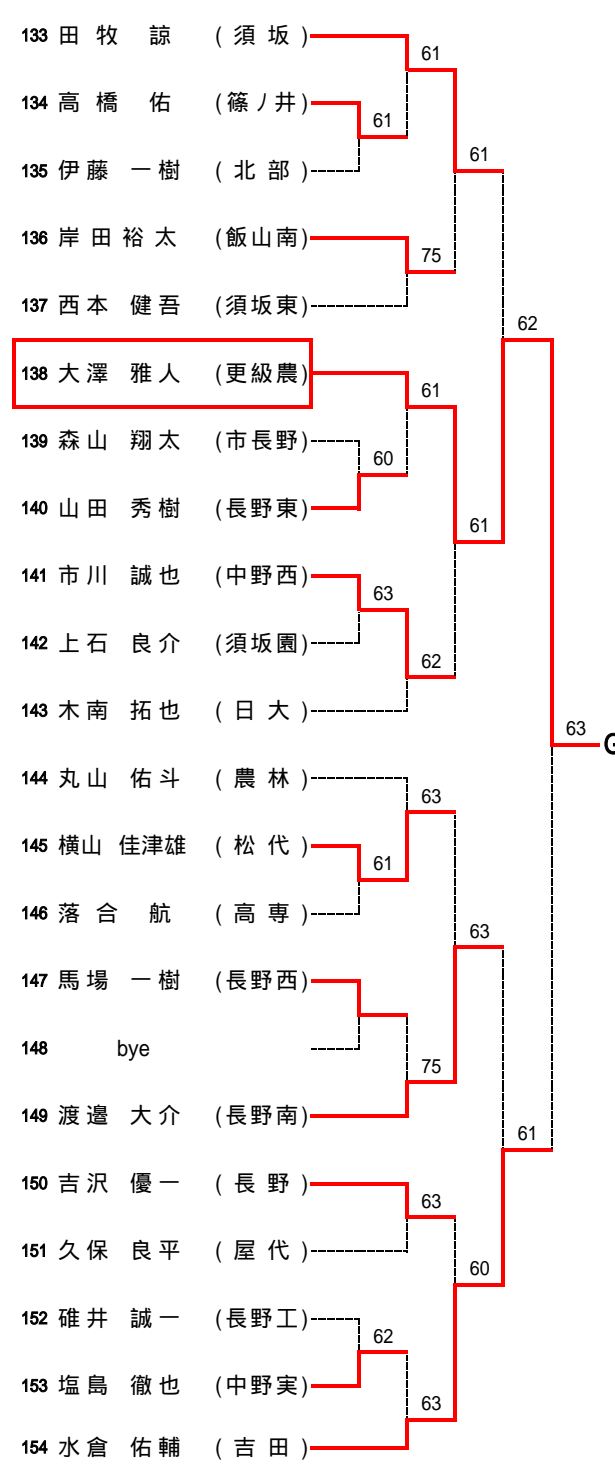 133 田 牧 諒 ( 須 坂 )
61
134 高 橋 佑 (篠ノ井)
61
61
135 伊藤 一樹 ( 北 部 )
136 岸 田 裕 太 (飯山南)
75
137 西本 健吾 (須坂東)
62
138 大澤 雅人 (更級農)
61
139 森山 翔太 (市長野)
60
140 山田 秀樹 (長野東)
61
141 市川 誠也 (中野西)
63
142 上石 良介 (須坂園)
62
143 木南 拓也 ( 日 大 )
63 G
144 丸山 佑斗 ( 農 林 )
63
145 横山 佳津雄 ( 松 代 )
61
146 落 合 航 ( 高 専 )
63
147 馬場 一樹 (長野西)
148 bye
75
149 渡邉 大介 (長野南)
61
150 吉沢 優一 ( 長 野 )
63
151 久保 良平 ( 屋 代 )
60
152 碓井 誠一 (長野工)
62
153 塩島 徹也 (中野実)
63
154 水倉 佑輔 ( 吉 田 )